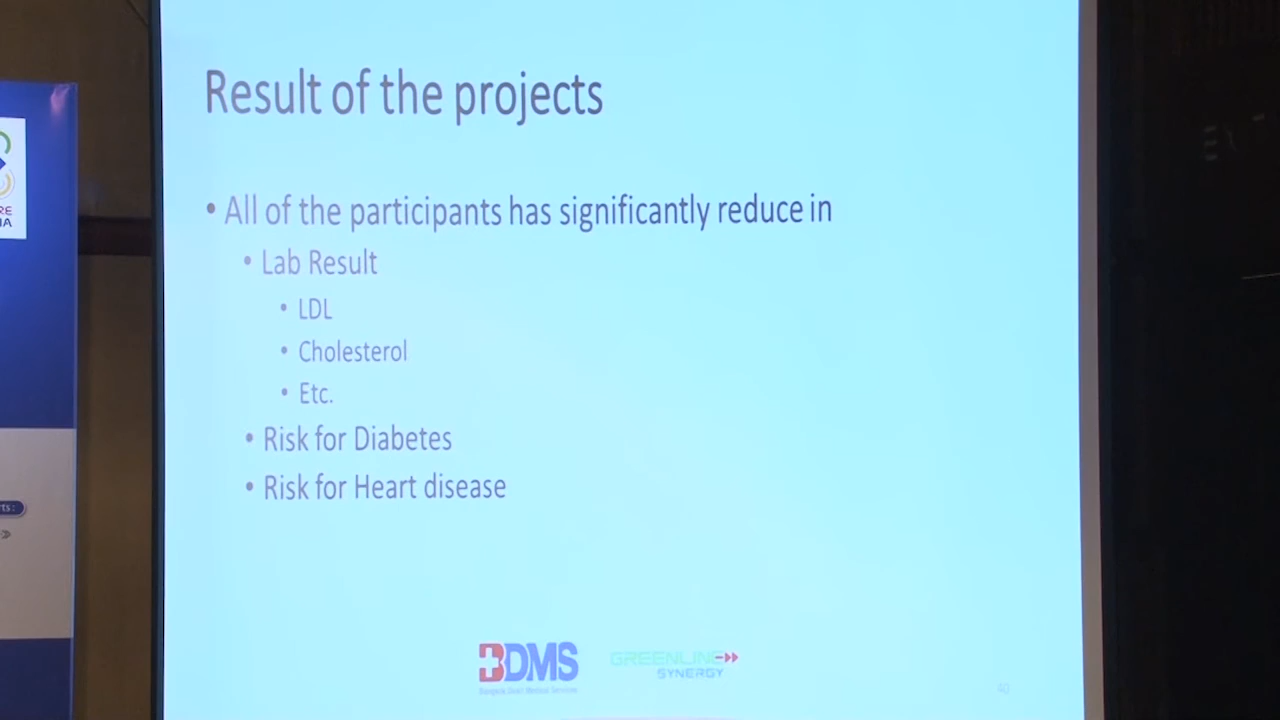 Result of the projects
• All of the participants has significantly reduce in
• Lab Result
• LDL
• Cholesterol
• Etc.
• Risk for Diabetes
• Risk for Heart disease
BDMS
GREENLINE
SYNERGY
40